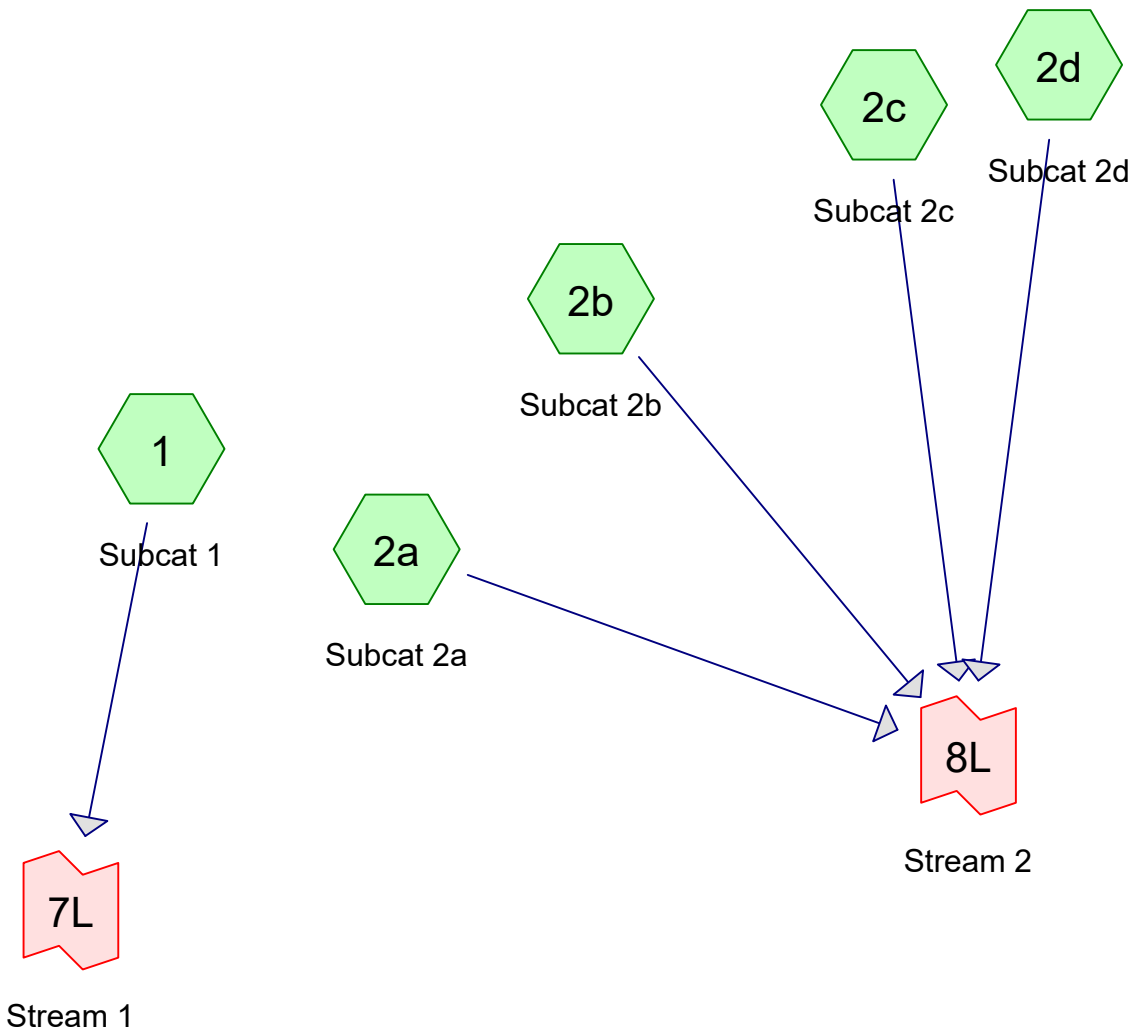 2d
Subcat 2d
2c
Subcat 2c
2b
Subcat 2b
1
Subcat 1
2a
Subcat 2a
8L
Stream 2
7L
Stream 1